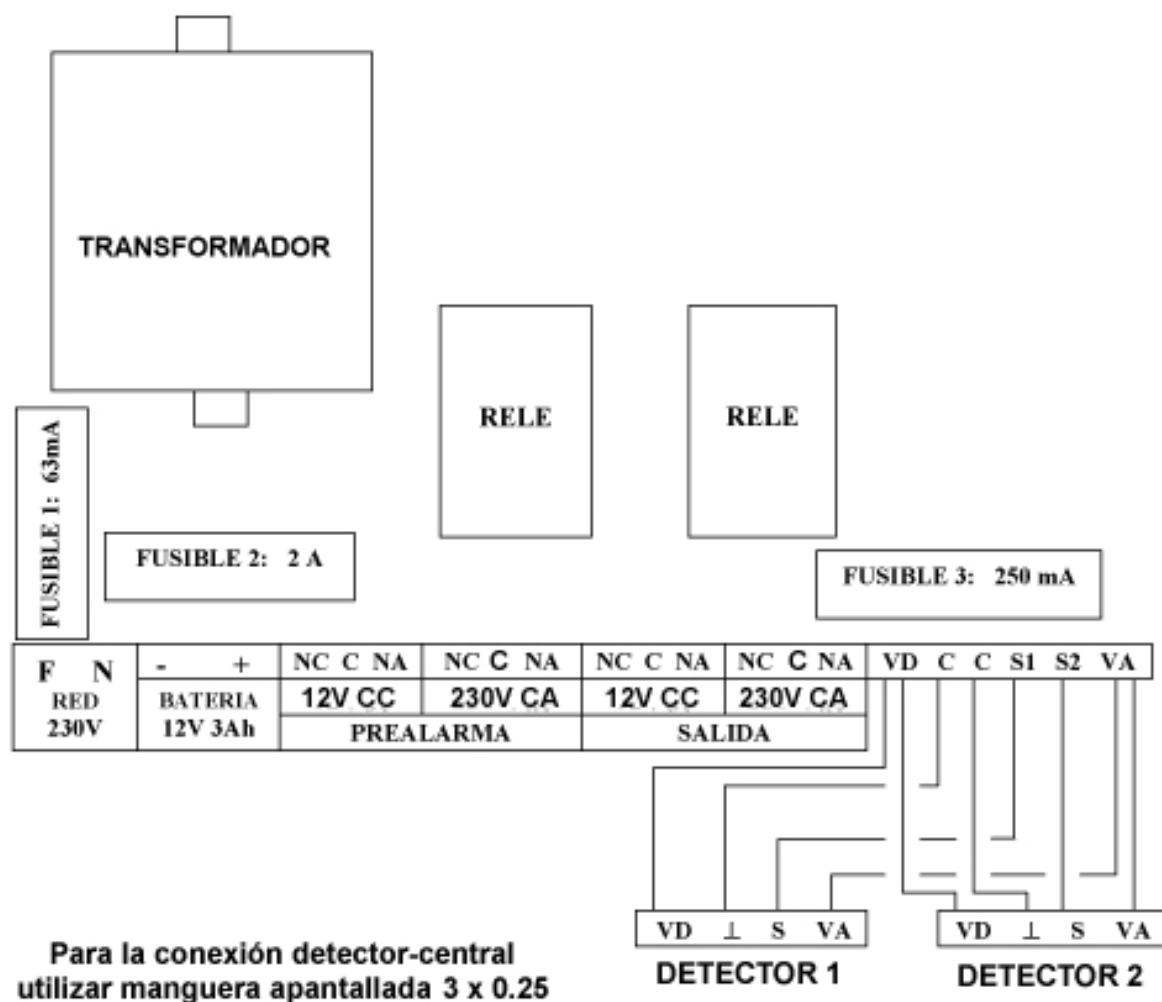 TRANSFORMADOR
RELE
RELE
FUSIBLE 1: 63mA
FUSIBLE 2: 2 A
FUSIBLE 3: 250 mA
F N
RED
230V
- +
BATERIA
12V 3Ah
NC C NA
NC C NA
NC C NA
NC C NA
VD C C S1 S2 VA
12V CC
230V CA
12V CC
230V CA
PREALARMA
SALIDA
VD ⊥ S VA
DETECTOR 1
VD ⊥ S VA
DETECTOR 2
Para la conexión detector-central
utilizar manguera apantallada 3 x 0.25